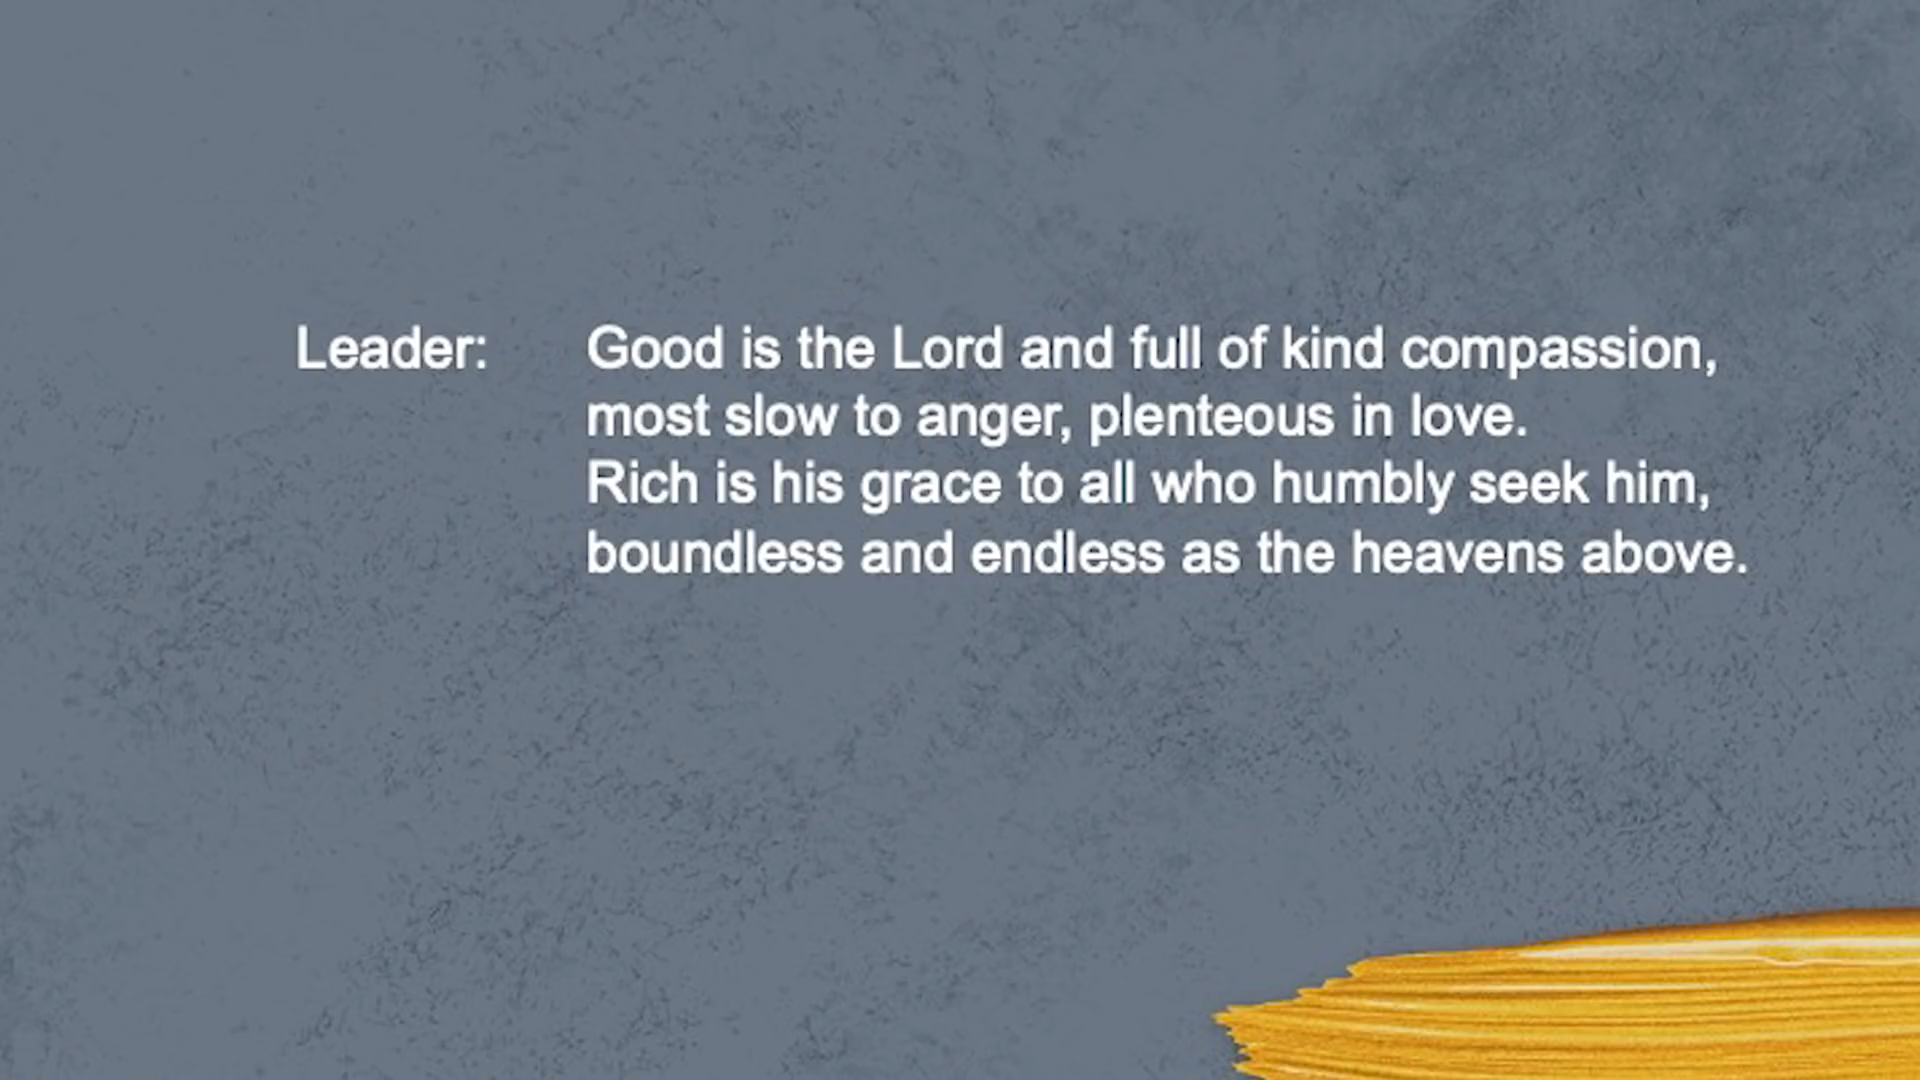 Leader: Good is the Lord and full of kind compassion,
most slow to anger, plenteous in love.
Rich is his grace to all who humbly seek him,
boundless and endless as the heavens above.